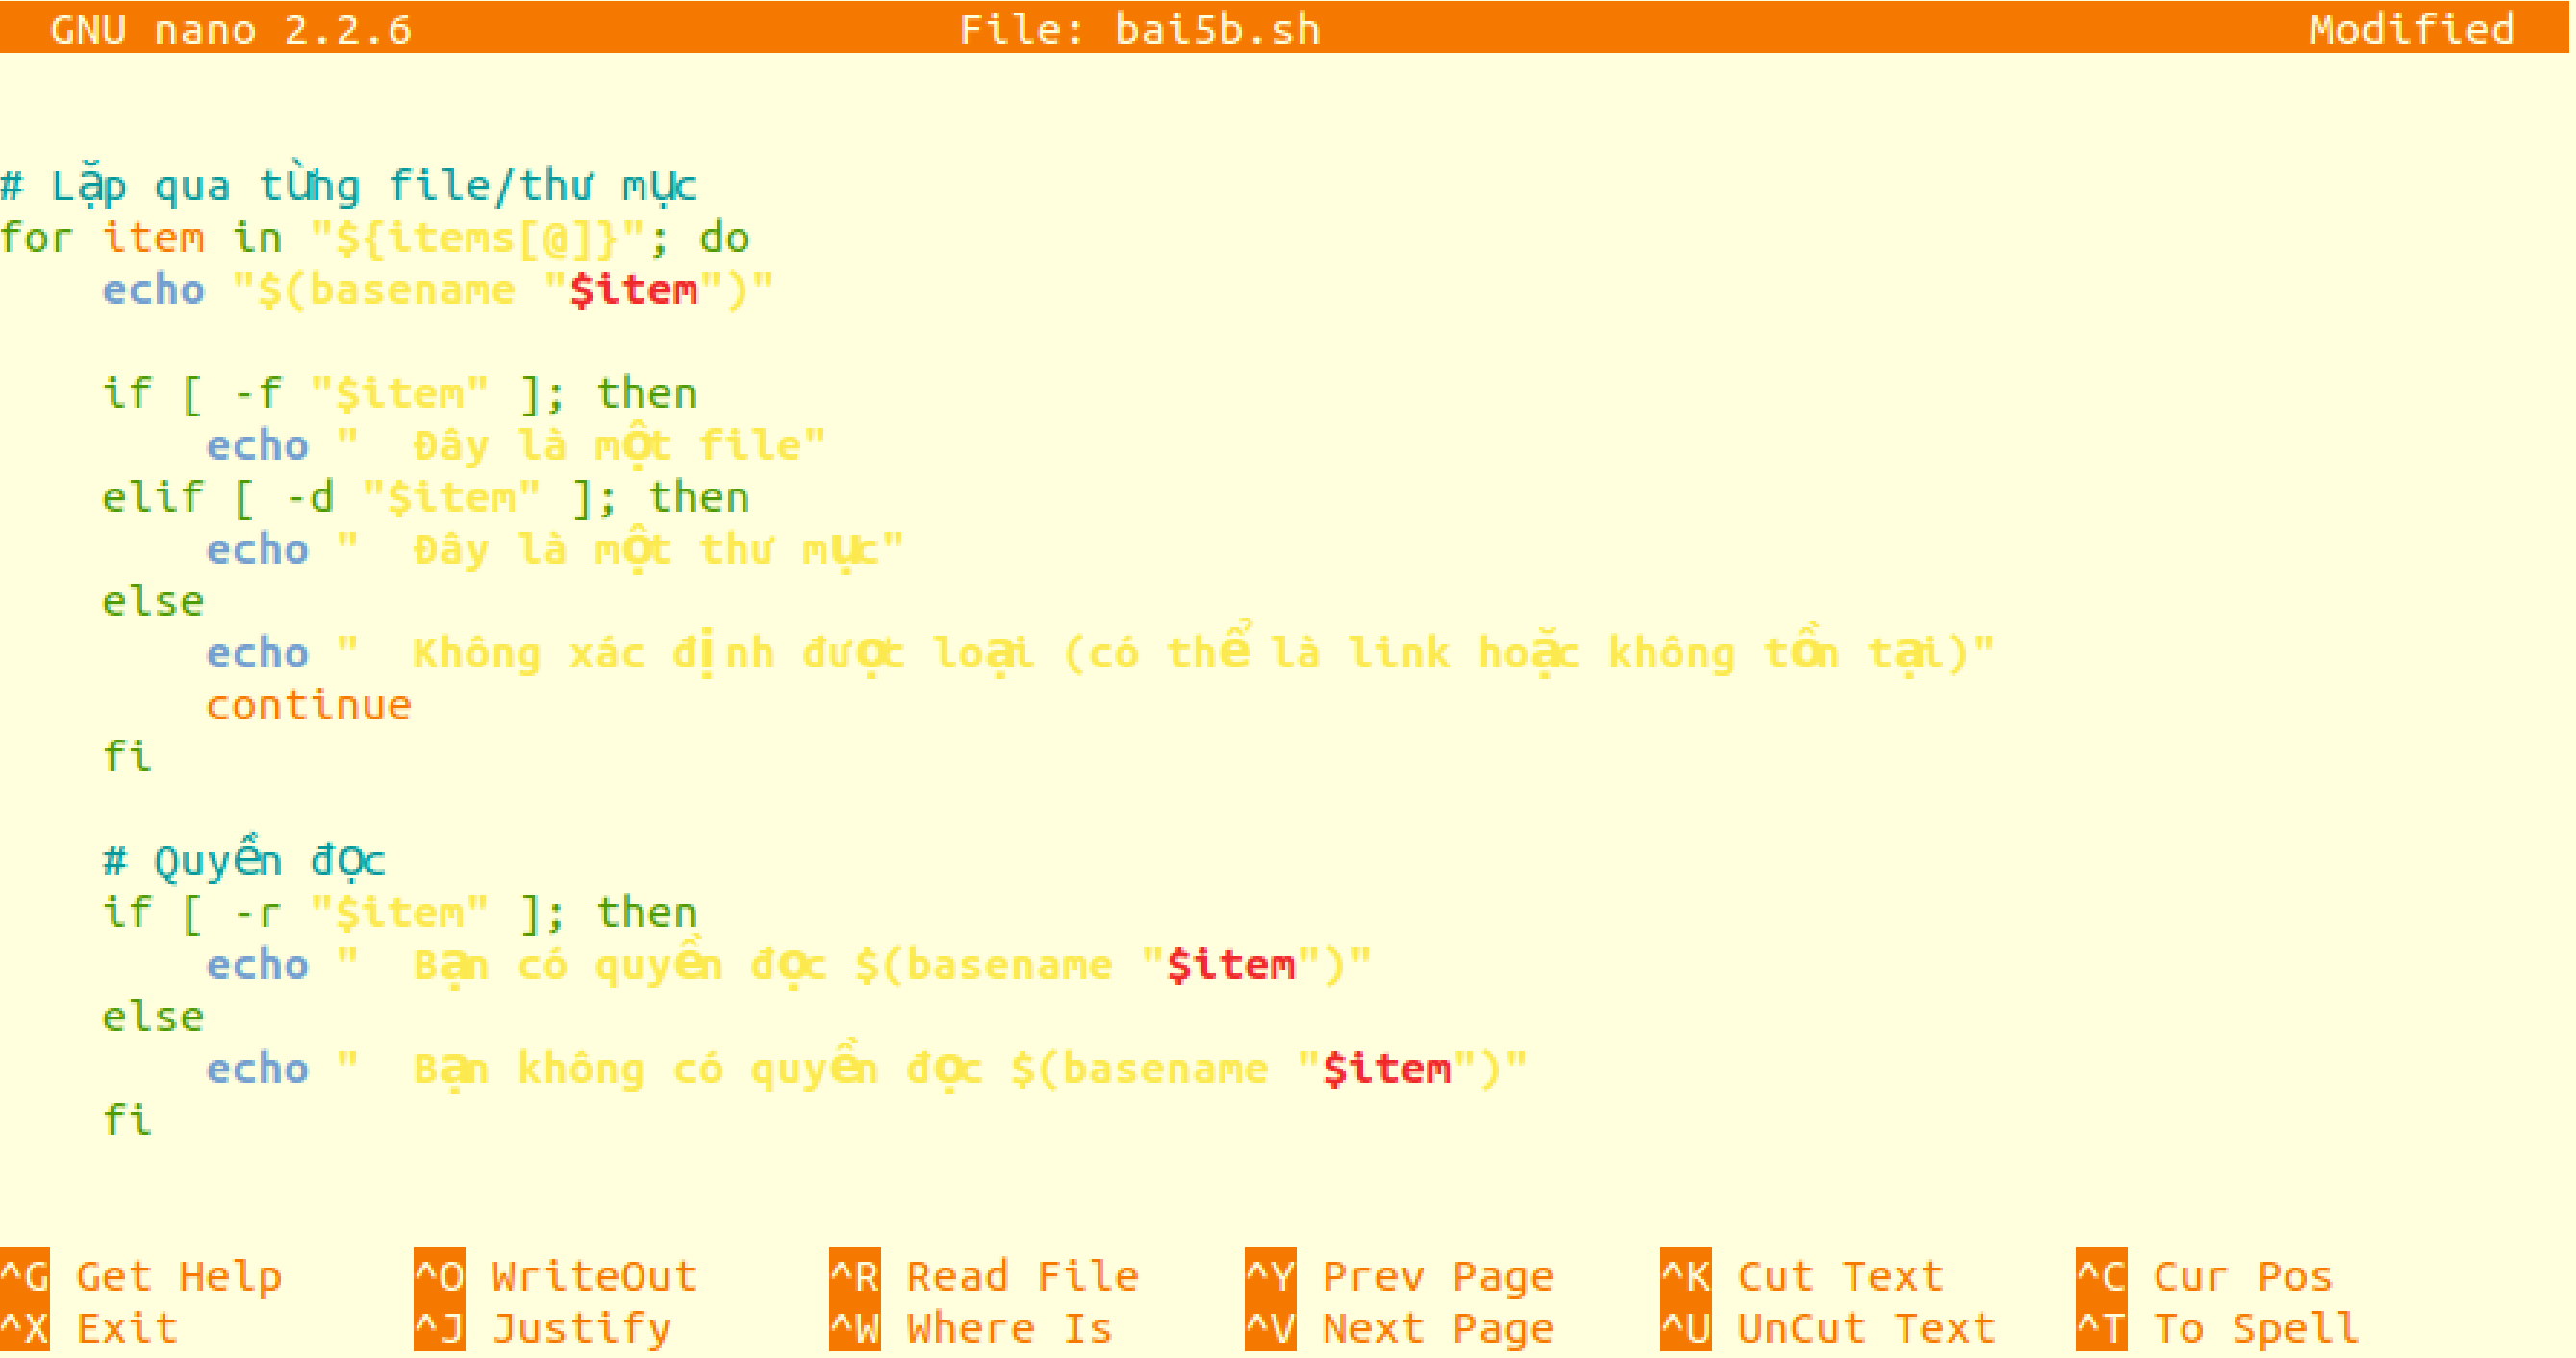 GNU nano 2.2.6 File: bai5b.sh Modified
# Lặp qua từng file/thư mục
for item in "${items[@]}"; do
    echo "$(basename "$item")"
    if [ -f "$item" ]; then
        echo "  Đây là một file"
    elif [ -d "$item" ]; then
        echo "  Đây là một thư mục"
    else
        echo "  Không xác định được loại (có thể là link hoặc không tồn tại)"
        continue
    fi
    # Quyền đọc
    if [ -r "$item" ]; then
        echo "  Bạn có quyền đọc $(basename "$item")"
    else
        echo "  Bạn không có quyền đọc $(basename "$item")"
    fi
^G Get Help ^O WriteOut ^R Read File ^Y Prev Page ^K Cut Text ^C Cur Pos
^X Exit ^J Justify ^W Where Is ^V Next Page ^U UnCut Text ^T To Spell